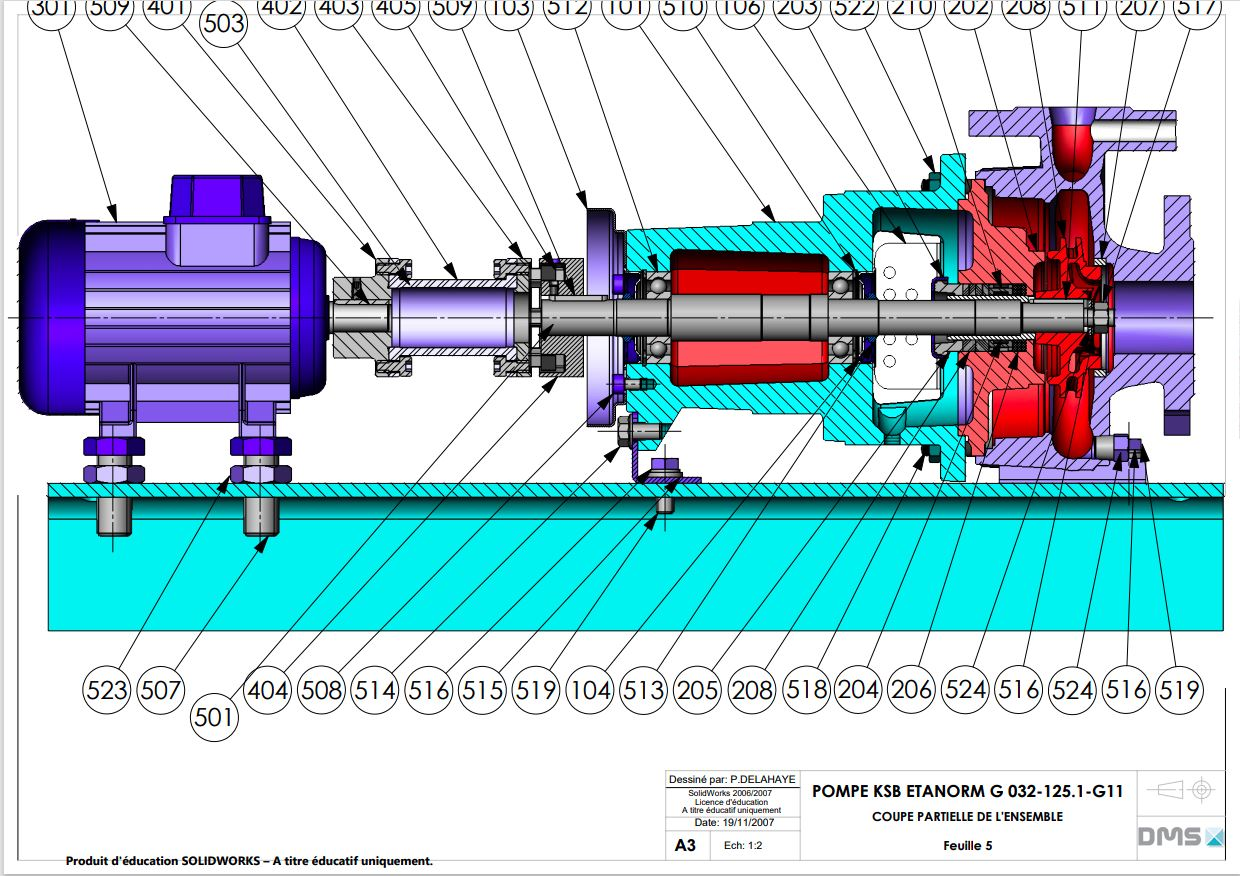 301 509 401 503 402 403 405 509 103 512 101 510 106 203 522 210 202 208 511 207 517
523 507 501 404 508 514 516 515 519 104 513 205 208 518 204 206 524 516 524 516 519
Dessiné par: P.DELAHAYE
SolidWorks 2006/2007
Licence d'éducation
A titre éducatif uniquement
Date: 19/11/2007
A3
Ech: 1:2
POMPE KSB ETANORM G 032-125.1-G11
COUPE PARTIELLE DE L'ENSEMBLE
Feuille 5
DMS
Produit d'éducation SOLIDWORKS – A titre éducatif uniquement.